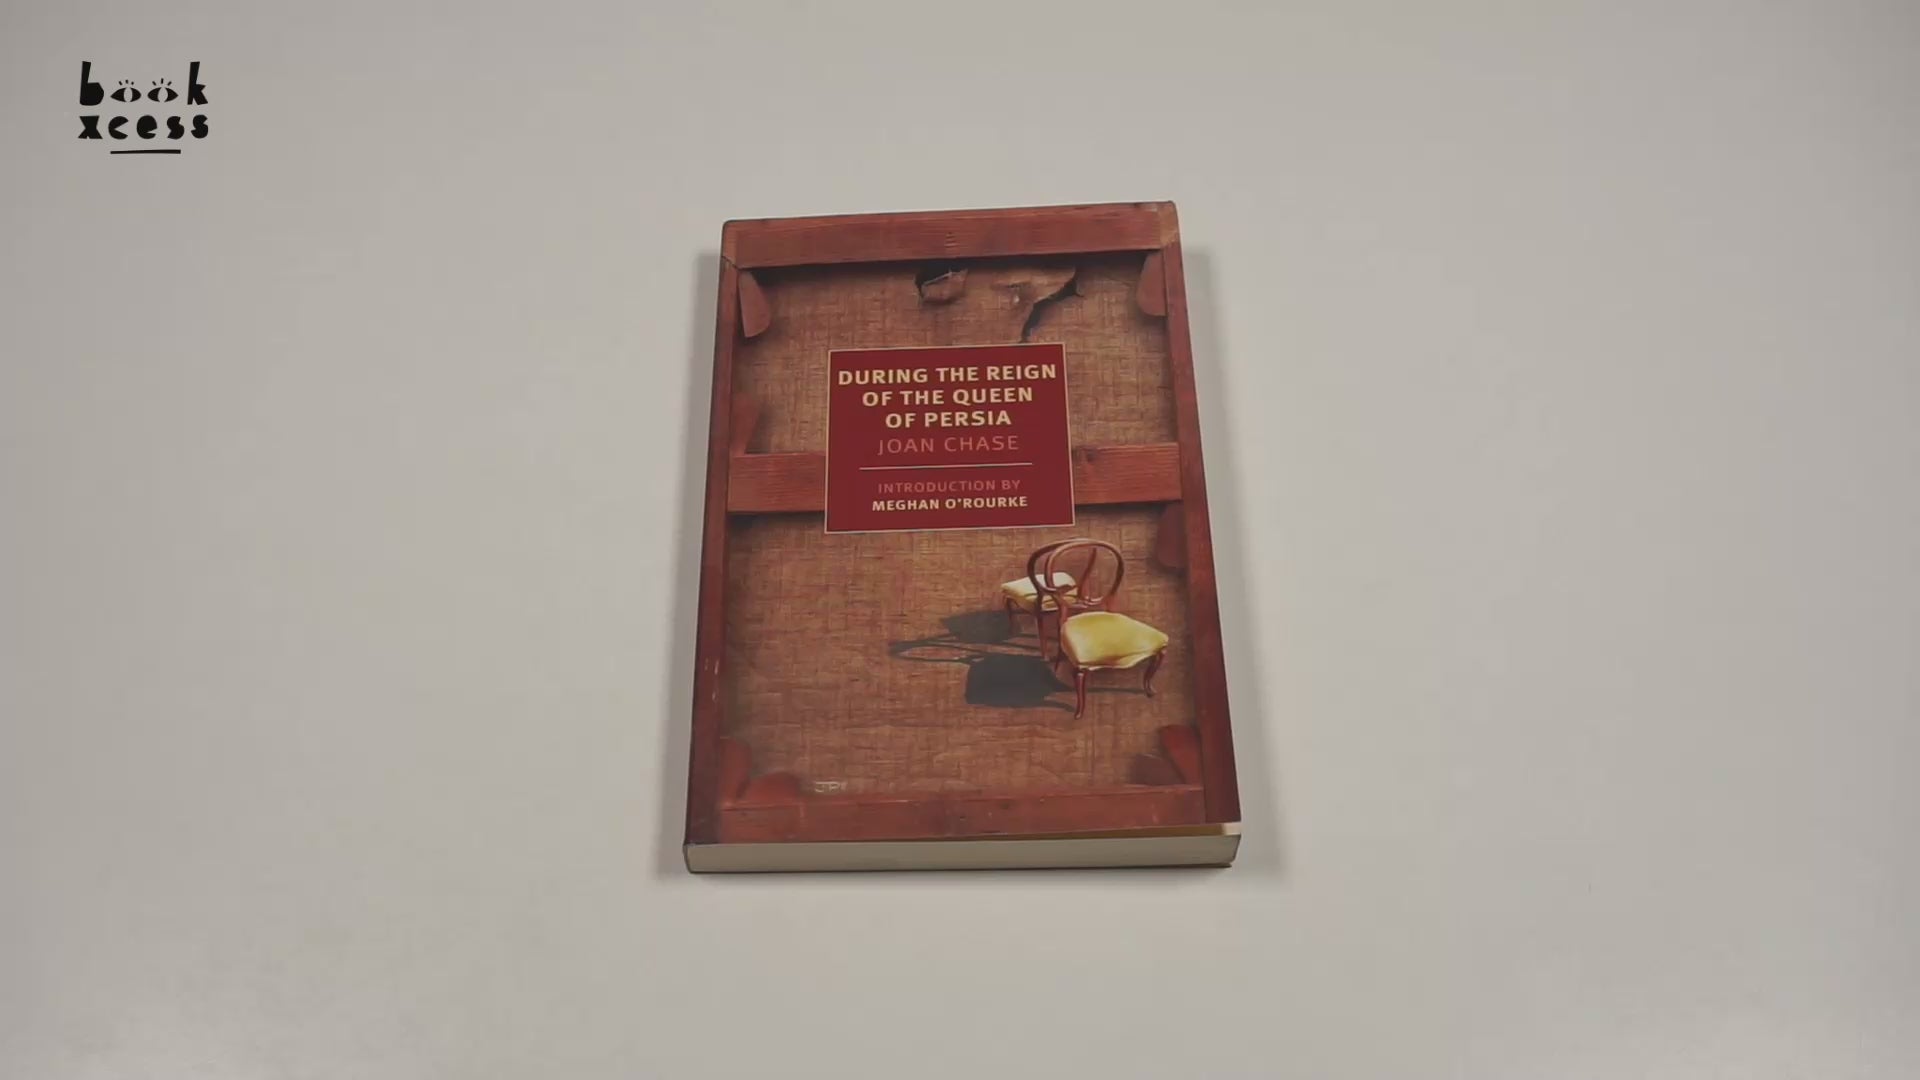 book
xcess
DURING THE REIGN
OF THE QUEEN
OF PERSIA
JOAN CHASE
INTRODUCTION BY
MEGHAN O'ROURKE